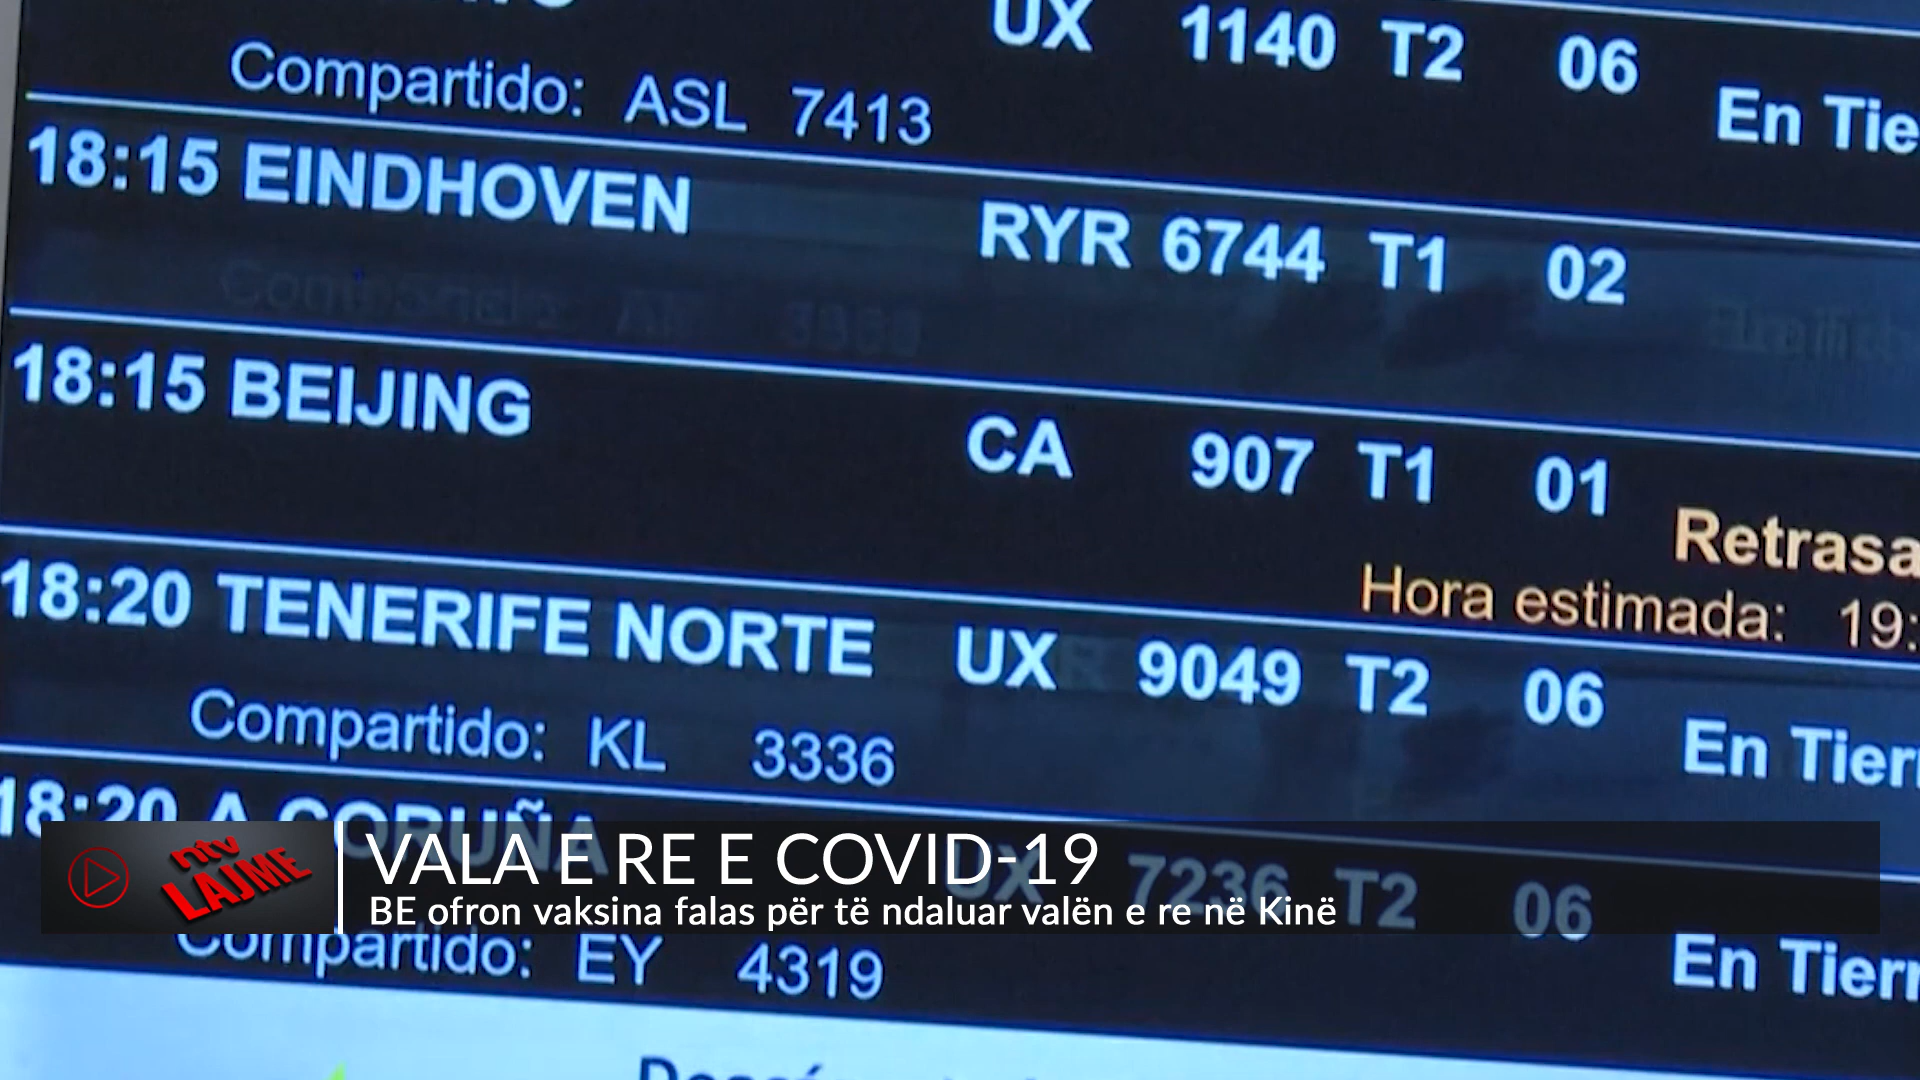 UX 1140 T2 06
En Tie
Compartido: ASL 7413
18:15 EINDHOVEN RYR 6744 T1 02
18:15 BEIJING CA 907 T1 01
Retrasa
Hora estimada: 19:
18:20 TENERIFE NORTE UX 9049 T2 06
En Tierr
Compartido: KL 3336
18:20 A CORUÑA UX 7236 T2 06
En Tierr
Compartido: EY 4319
ntv
LAJME
VALA E RE E COVID-19
BE ofron vaksina falas për të ndaluar valën e re në Kinë